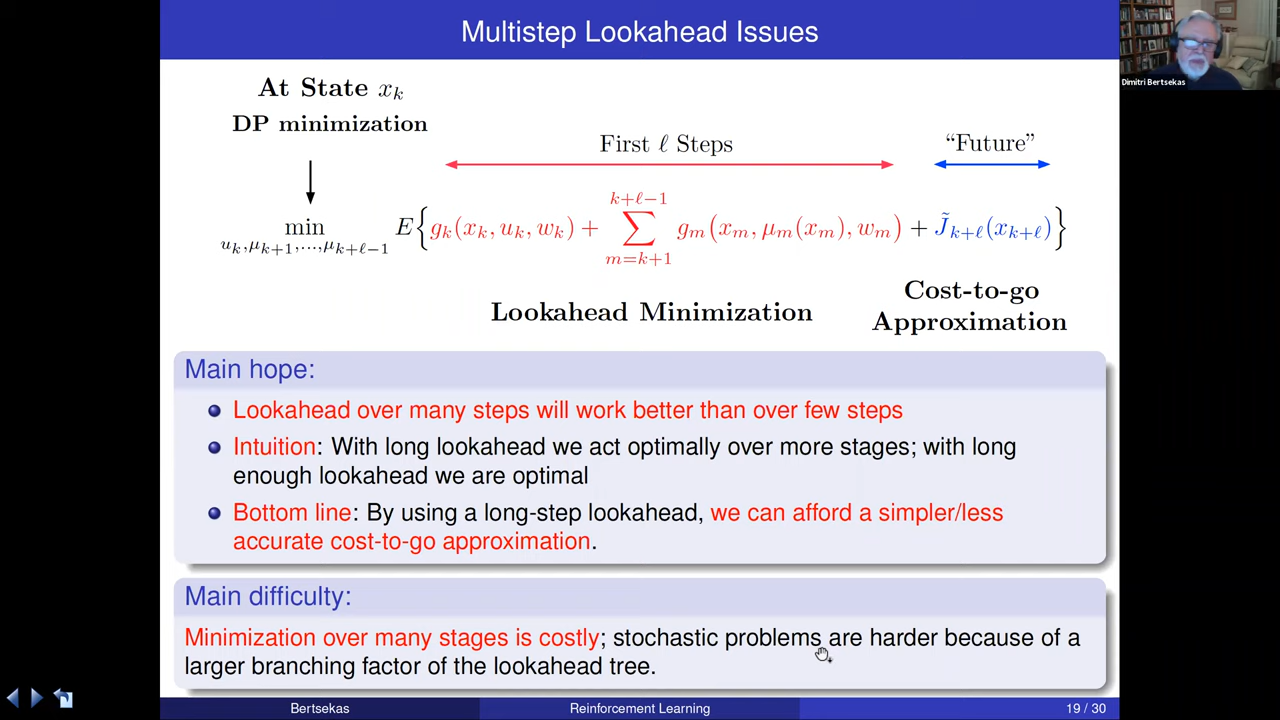 Multistep Lookahead Issues
Dimitri Bertsekas
At State x_k
DP minimization
First ℓ Steps
“Future”
min_{u_k,μ_{k+1},...,μ_{k+ℓ−1}} E{g_k(x_k, u_k, w_k) + ∑_{m=k+1}^{k+ℓ−1} g_m(x_m, μ_m(x_m), w_m) + J̃_{k+ℓ}(x_{k+ℓ})}
Lookahead Minimization
Cost-to-go
Approximation
Main hope:
Lookahead over many steps will work better than over few steps
Intuition: With long lookahead we act optimally over more stages; with long
enough lookahead we are optimal
Bottom line: By using a long-step lookahead, we can afford a simpler/less
accurate cost-to-go approximation.
Main difficulty:
Minimization over many stages is costly; stochastic problems are harder because of a
larger branching factor of the lookahead tree.
Bertsekas
Reinforcement Learning
19 / 30